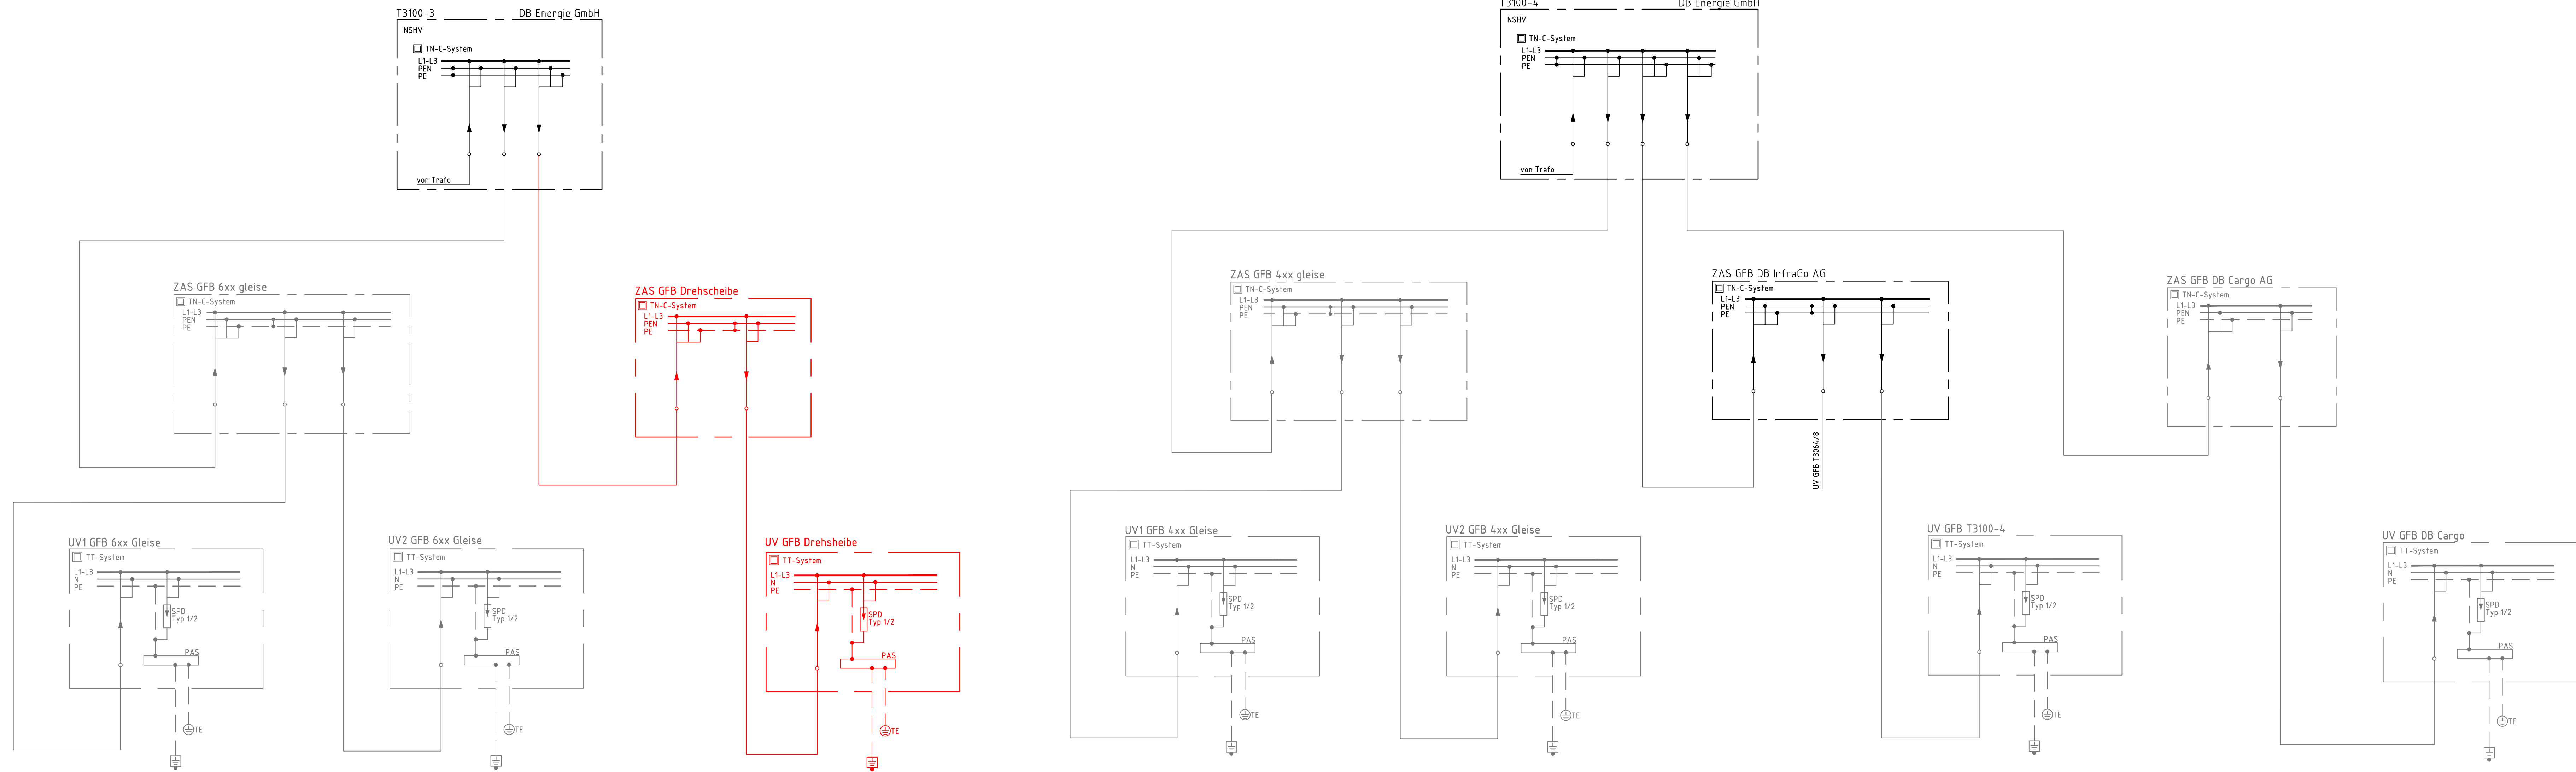 T3100-3 DB Energie GmbH
NSHV
TN-C-System
L1-L3
PEN
PE
von Trafo
T3100-4 DB Energie GmbH
NSHV
TN-C-System
L1-L3
PEN
PE
von Trafo
ZAS GFB 6xx gleise
TN-C-System
L1-L3
PEN
PE
ZAS GFB Drehscheibe
TN-C-System
L1-L3
PEN
PE
ZAS GFB 4xx gleise
TN-C-System
L1-L3
PEN
PE
ZAS GFB DB InfraGo AG
TN-C-System
L1-L3
PEN
PE
UV GFB T3064/8
ZAS GFB DB Cargo AG
TN-C-System
L1-L3
PEN
PE
UV1 GFB 6xx Gleise
TT-System
L1-L3
N
PE
SPD
Typ 1/2
PAS
TE
UV2 GFB 6xx Gleise
TT-System
L1-L3
N
PE
SPD
Typ 1/2
PAS
TE
UV GFB Drehsheibe
TT-System
L1-L3
N
PE
SPD
Typ 1/2
PAS
TE
UV1 GFB 4xx Gleise
TT-System
L1-L3
N
PE
SPD
Typ 1/2
PAS
TE
UV2 GFB 4xx Gleise
TT-System
L1-L3
N
PE
SPD
Typ 1/2
PAS
TE
UV GFB T3100-4
TT-System
L1-L3
N
PE
SPD
Typ 1/2
PAS
TE
UV GFB DB Cargo
TT-System
L1-L3
N
PE
SPD
Typ 1/2
PAS
TE